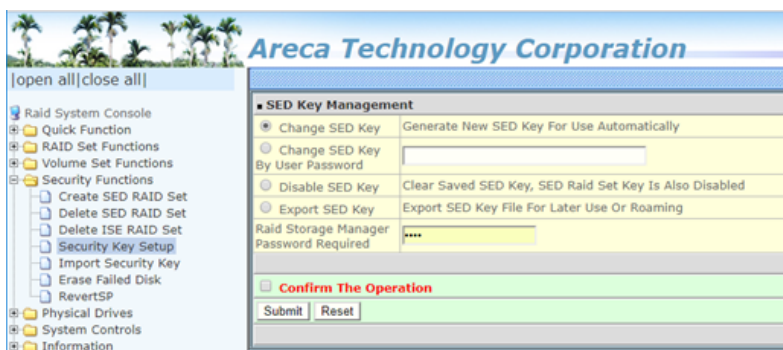 Areca Technology Corporation
|open all|close all|
Raid System Console
Quick Function
RAID Set Functions
Volume Set Functions
Security Functions
Create SED RAID Set
Delete SED RAID Set
Delete ISE RAID Set
Security Key Setup
Import Security Key
Erase Failed Disk
RevertSP
Physical Drives
System Controls
Information
SED Key Management
Change SED Key Generate New SED Key For Use Automatically
Change SED Key
By User Password
Disable SED Key Clear Saved SED Key, SED Raid Set Key Is Also Disabled
Export SED Key Export SED Key File For Later Use Or Roaming
Raid Storage Manager
Password Required ••••
Confirm The Operation
Submit Reset